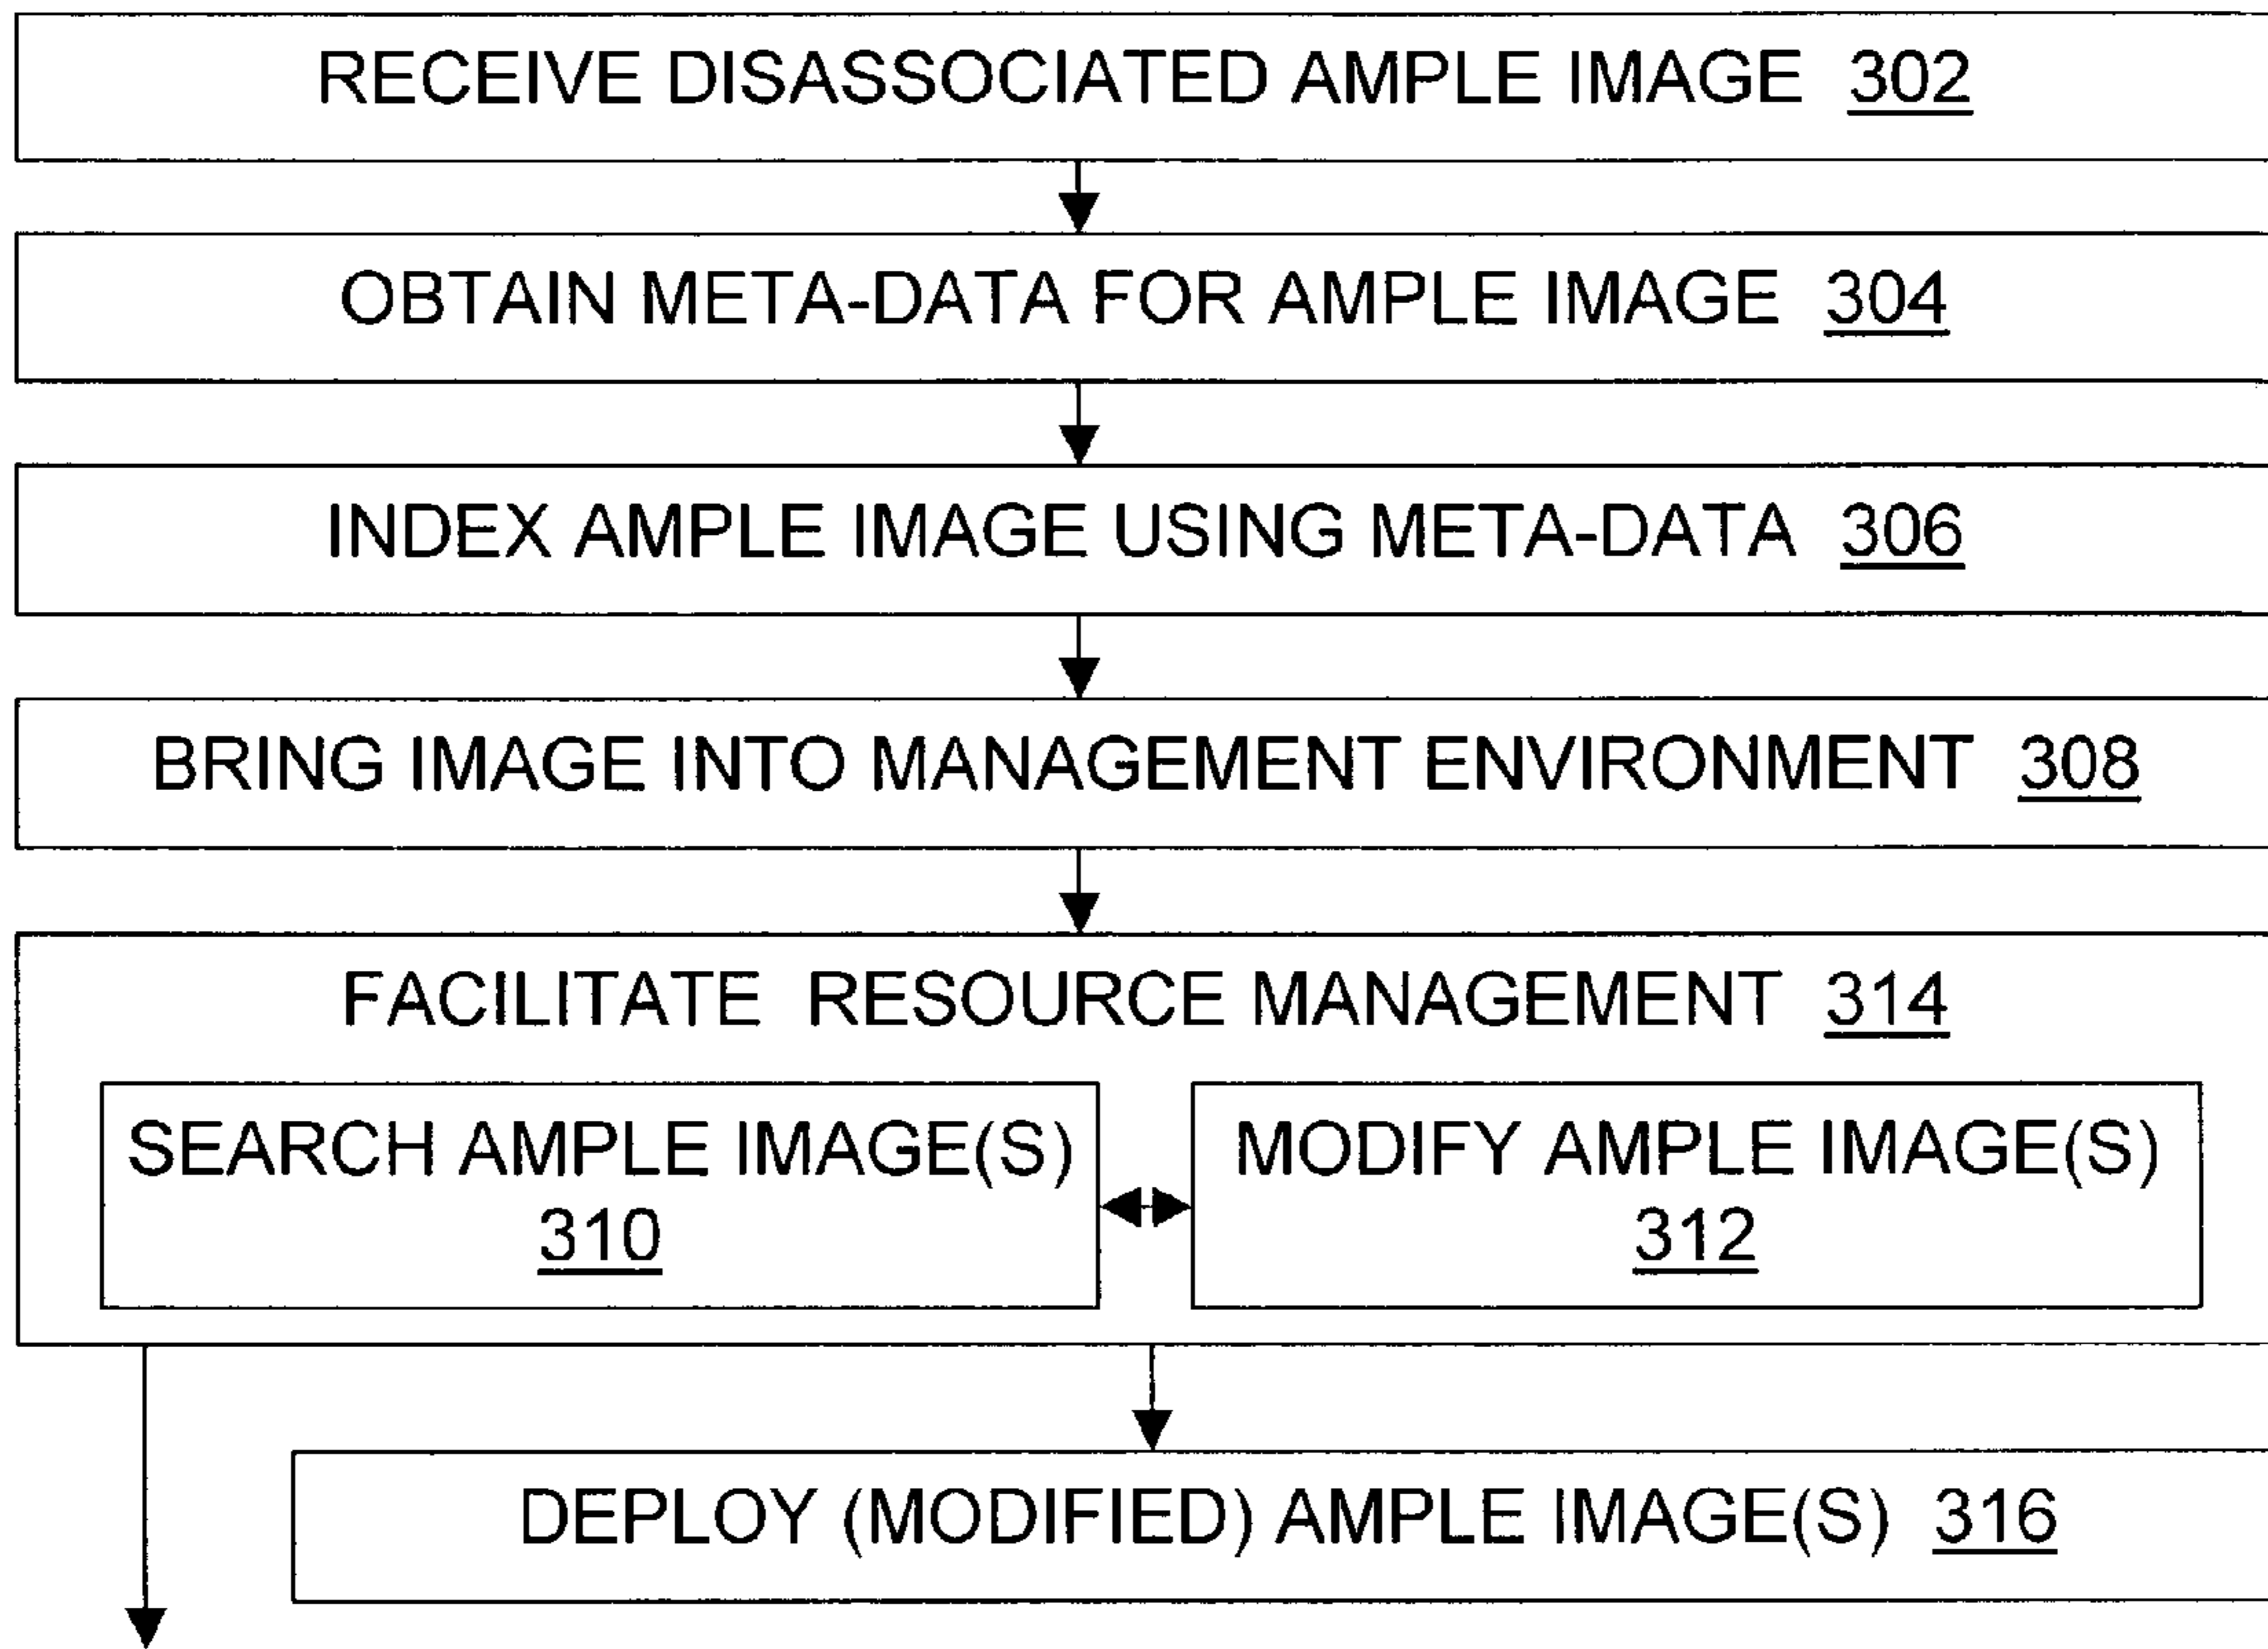 RECEIVE DISASSOCIATED AMPLE IMAGE 302
OBTAIN META-DATA FOR AMPLE IMAGE 304
INDEX AMPLE IMAGE USING META-DATA 306
BRING IMAGE INTO MANAGEMENT ENVIRONMENT 308
FACILITATE RESOURCE MANAGEMENT 314
SEARCH AMPLE IMAGE(S)
310
MODIFY AMPLE IMAGE(S)
312
DEPLOY (MODIFIED) AMPLE IMAGE(S) 316